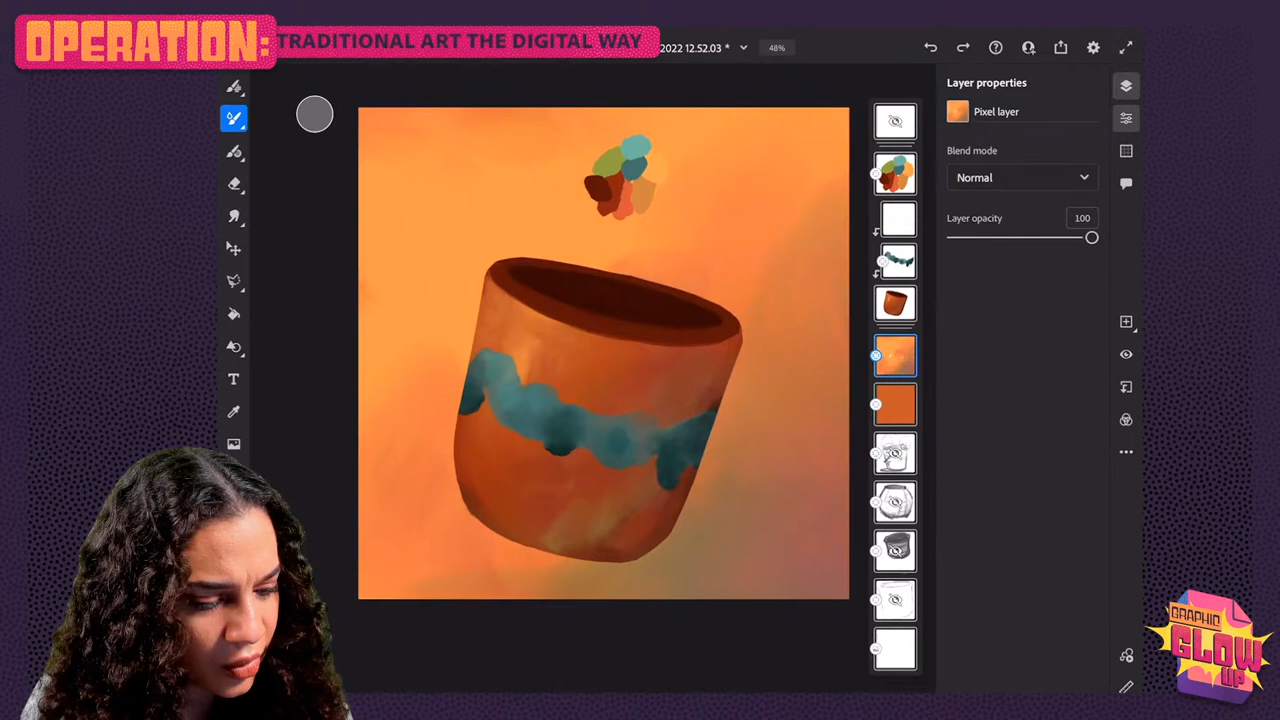 OPERATION:
TRADITIONAL ART THE DIGITAL WAY
2022 12.52.03 *
48%
Layer properties
Pixel layer
Blend mode
Normal
Layer opacity
100
T
GRAPHIC
GLOW
UP